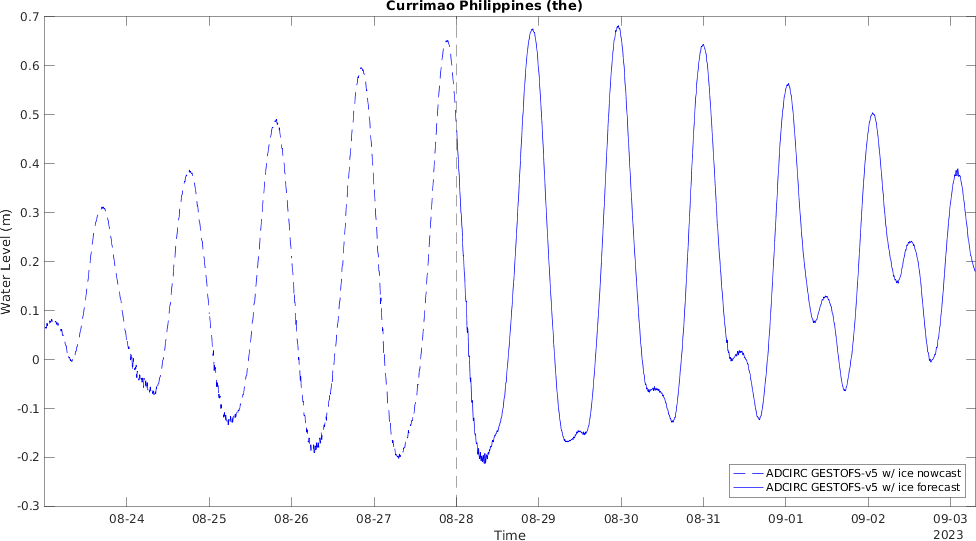 Currimao Philippines (the)
0.7
0.6
0.5
0.4
0.3
0.2
0.1
0
-0.1
-0.2
-0.3
Water Level (m)
ADCIRC GESTOFS-v5 w/ ice nowcast
ADCIRC GESTOFS-v5 w/ ice forecast
08-24 08-25 08-26 08-27 08-28 08-29 08-30 08-31 09-01 09-02 09-03
Time
2023